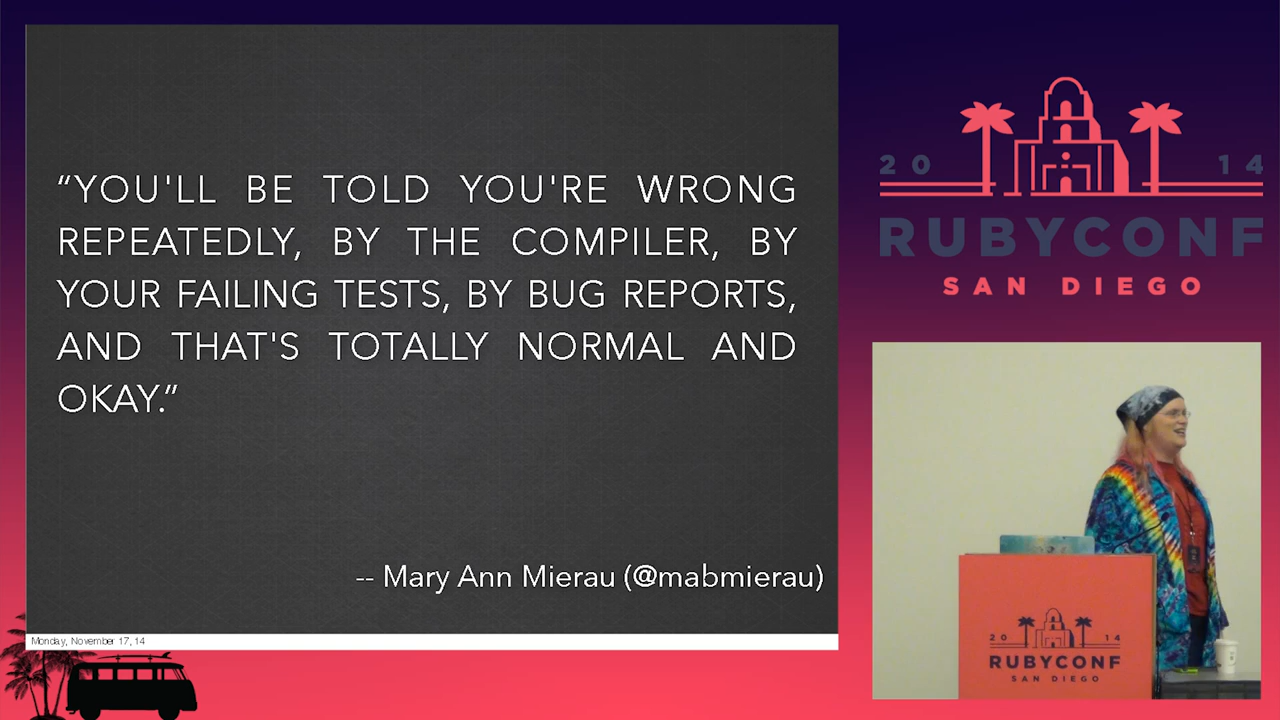 “YOU'LL BE TOLD YOU'RE WRONG
REPEATEDLY, BY THE COMPILER, BY
YOUR FAILING TESTS, BY BUG REPORTS,
AND THAT'S TOTALLY NORMAL AND
OKAY.”
-- Mary Ann Mierau (@mabmierau)
Monday, November 17, 14
20 14
RUBYCONF
SAN DIEGO
20 14
RUBYCONF
SAN DIEGO